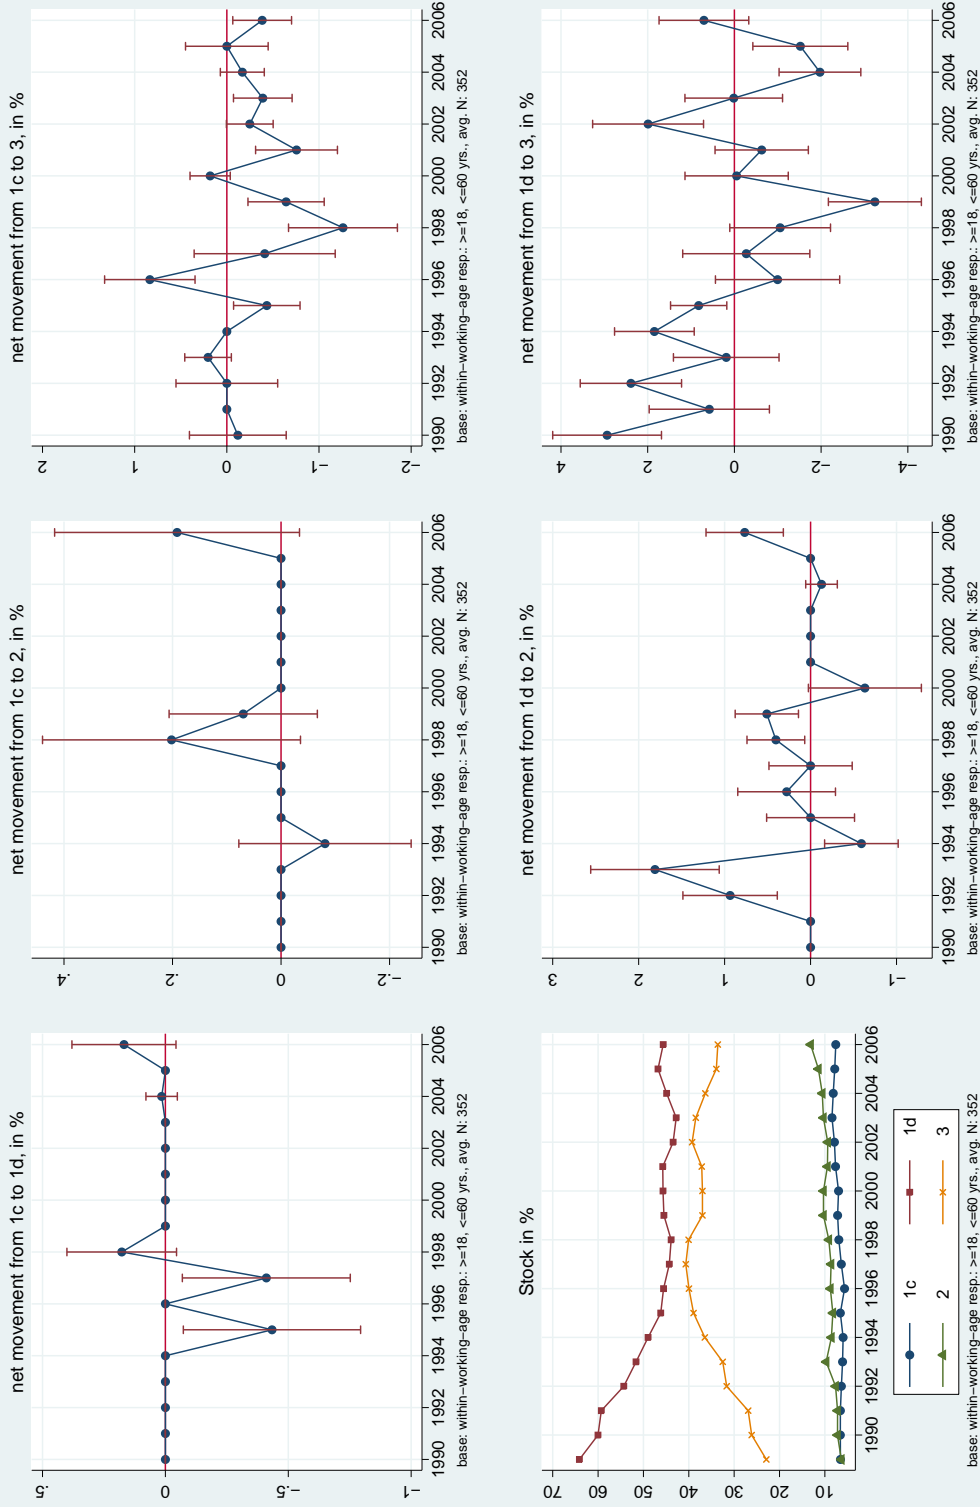 net movement from 1c to 1d, in %
.5
0
−.5
−1
1990 1992 1994 1996 1998 2000 2002 2004 2006
base: within−working−age resp.: >=18, <=60 yrs., avg. N: 352
net movement from 1c to 2, in %
.4
.2
0
−.2
1990 1992 1994 1996 1998 2000 2002 2004 2006
base: within−working−age resp.: >=18, <=60 yrs., avg. N: 352
net movement from 1c to 3, in %
2
1
0
−1
−2
1990 1992 1994 1996 1998 2000 2002 2004 2006
base: within−working−age resp.: >=18, <=60 yrs., avg. N: 352
Stock in %
70
60
50
40
30
20
10
1990 1992 1994 1996 1998 2000 2002 2004 2006
1c 1d
2 3
base: within−working−age resp.: >=18, <=60 yrs., avg. N: 352
net movement from 1d to 2, in %
3
2
1
0
−1
1990 1992 1994 1996 1998 2000 2002 2004 2006
base: within−working−age resp.: >=18, <=60 yrs., avg. N: 352
net movement from 1d to 3, in %
4
2
0
−2
−4
1990 1992 1994 1996 1998 2000 2002 2004 2006
base: within−working−age resp.: >=18, <=60 yrs., avg. N: 352